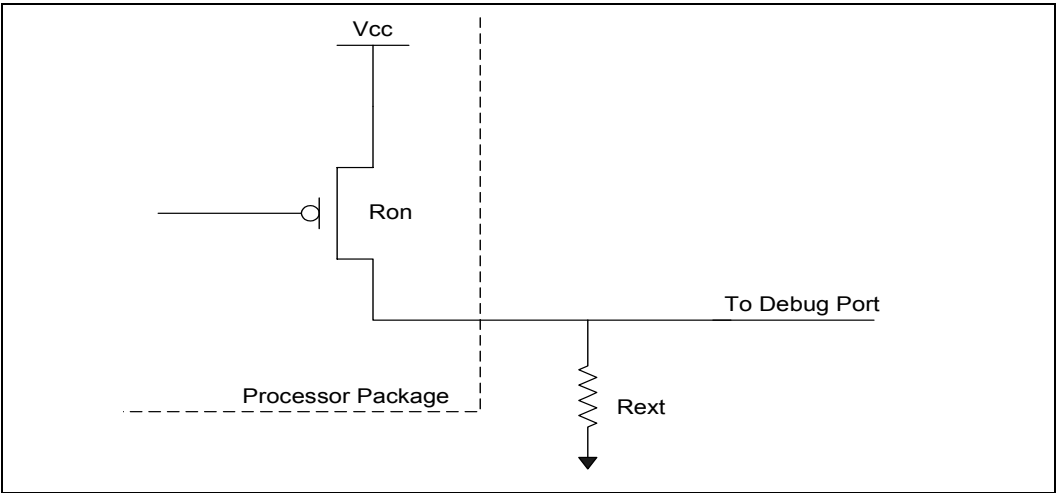 Vcc
Ron
To Debug Port
Processor Package
Rext